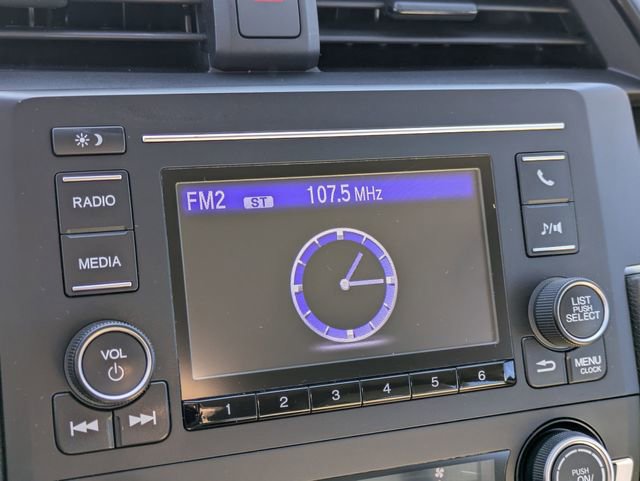 FM2 ST 107.5 MHz
RADIO
MEDIA
VOL
LIST
PUSH
SELECT
MENU
CLOCK
1 2 3 4 5 6
PUSH
ON/